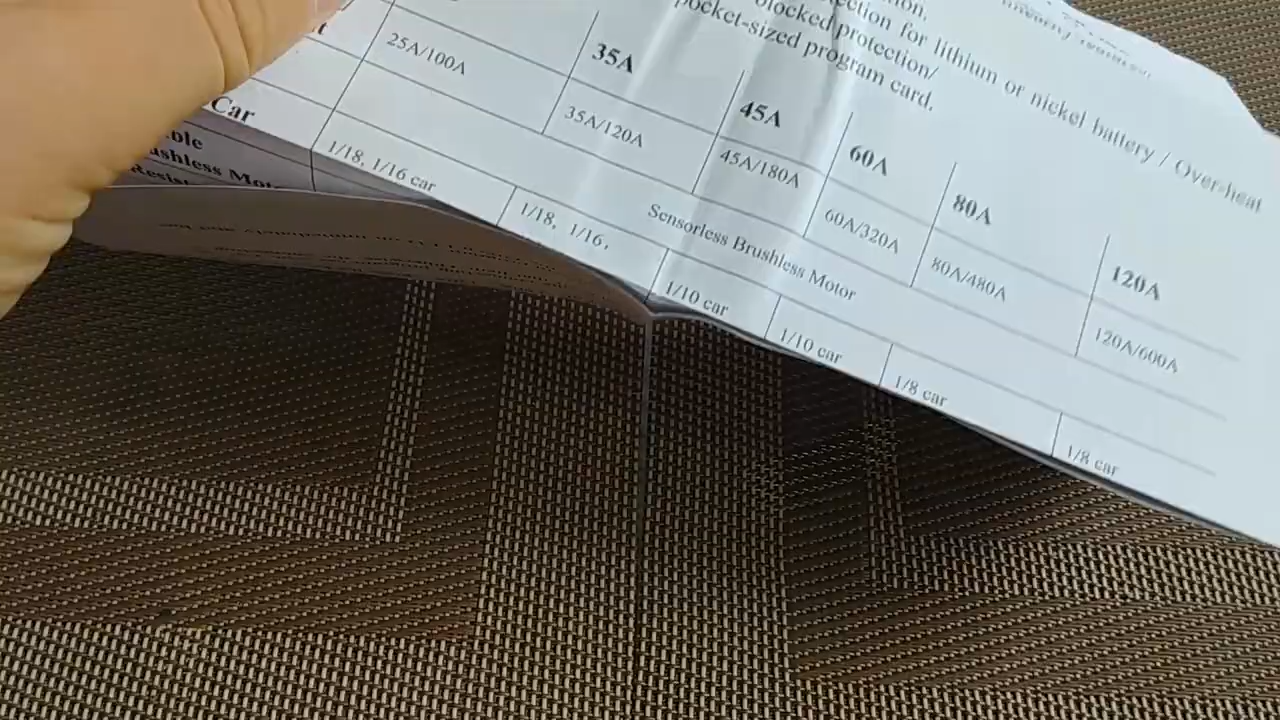 ection for lithium or nickel battery / Over-heat
blocked protection/
pocket-sized program card.
35A 45A 60A 80A 120A
25A/100A 35A/120A 45A/180A 60A/320A 80A/480A 120A/600A
Sensorless Brushless Motor
Car 1/18, 1/16 car 1/18, 1/16, 1/10 car 1/10 car 1/8 car 1/8 car
ble
ushless Mot
Resis